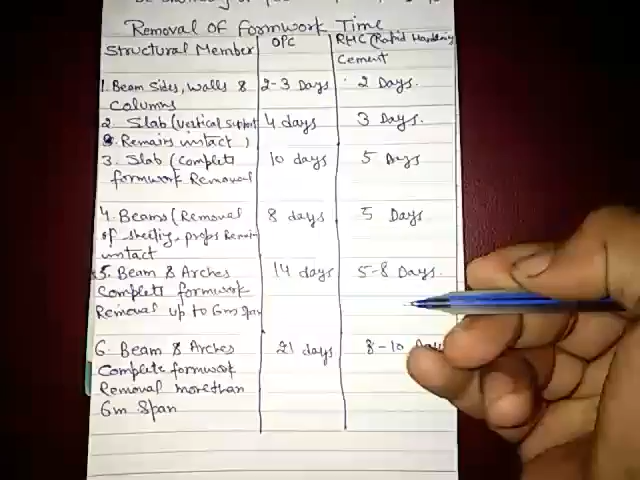 Removal Of Formwork Time
Structural Member OPC RHC (Rapid Hardening
Cement
1. Beam Sides, walls & 2-3 Days 2 Days.
Columns
2. Slab (vertical support 4 days 3 Days.
Remains intact)
3. Slab (Complete 10 days 5 Days
formwork Removal
4. Beams (Removal 8 days 5 Days
of sheeting, props Remain
intact
5. Beam & Arches 14 days 5-8 Days.
Complete formwork
Removal up to 6m span
6. Beam & Arches 21 days 8-10 Days
Complete formwork
Removal more than
6m Span